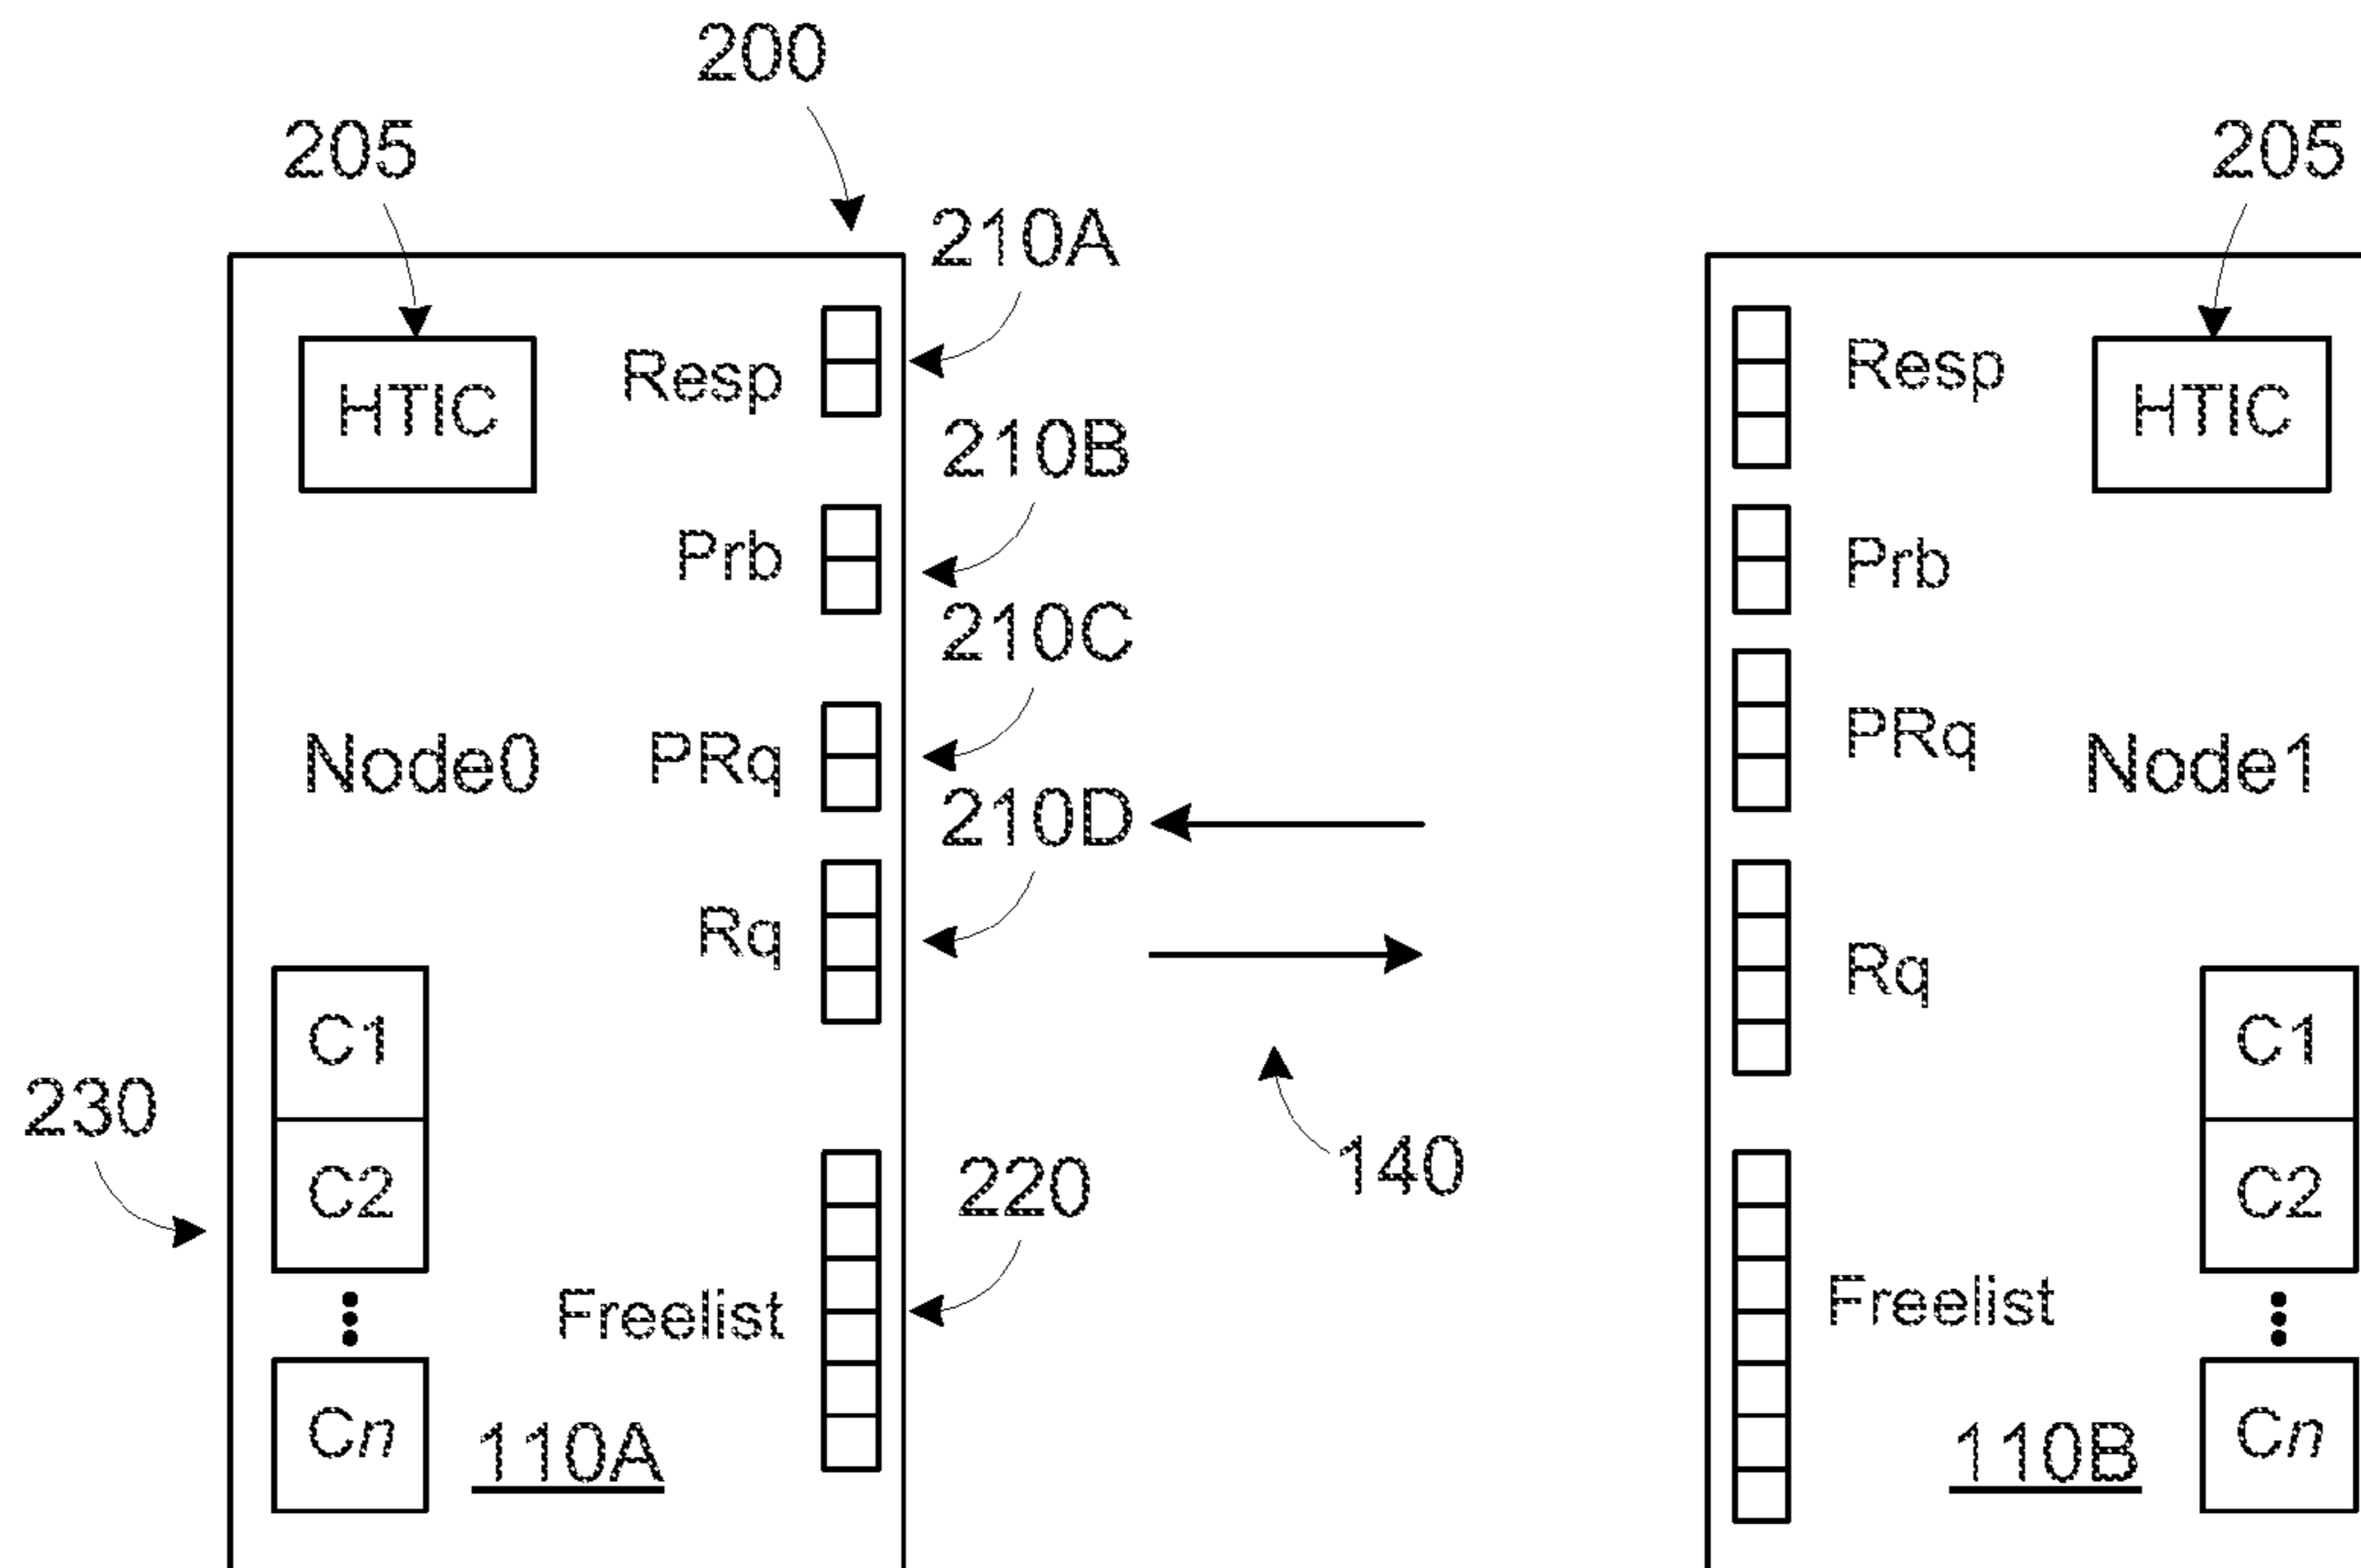 200
205
205
210A
Resp
Resp
HTIC
HTIC
210B
Prb
Prb
210C
Node0
PRq
PRq
Node1
210D
Rq
Rq
C1
C1
230
140
C2
220
C2
Freelist
Freelist
Cn
110A
110B
Cn